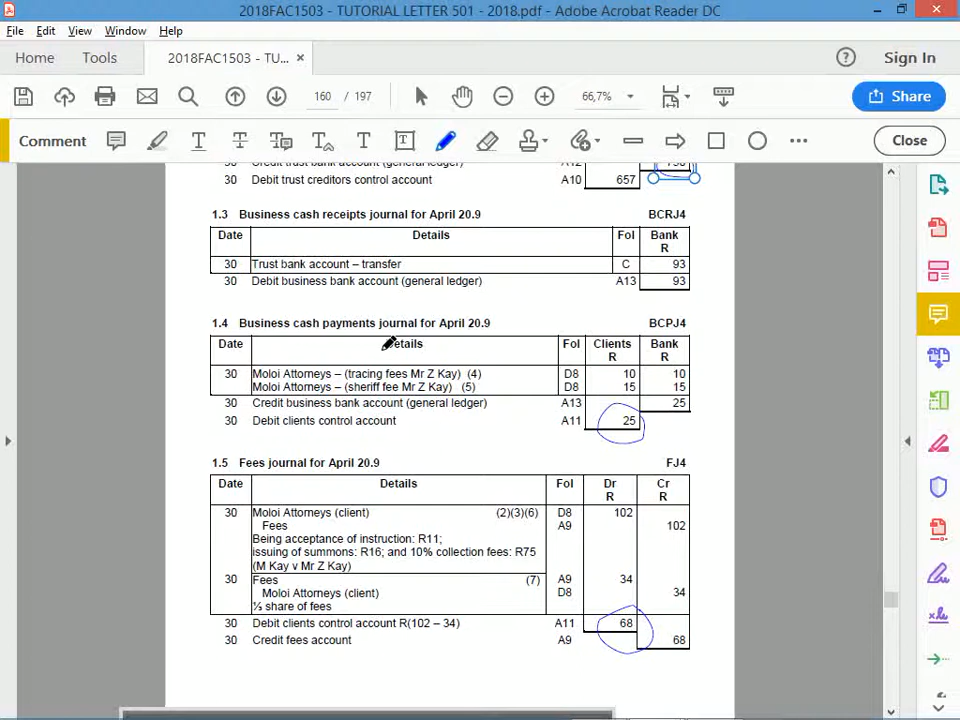 2018FAC1503 - TUTORIAL LETTER 501 - 2018.pdf - Adobe Acrobat Reader DC
File Edit View Window Help
Home Tools 2018FAC1503 - TU... × Sign In
160 / 197 66,7% Share
Comment Close
30 Credit trust bank account (general ledger) A12
30 Debit trust creditors control account A10 657
1.3 Business cash receipts journal for April 20.9 BCRJ4
Date Details Fol Bank
R
30 Trust bank account – transfer C 93
30 Debit business bank account (general ledger) A13 93
1.4 Business cash payments journal for April 20.9 BCPJ4
Date Details Fol Clients Bank
R R
30 Moloi Attorneys – (tracing fees Mr Z Kay) (4) D8 10 10
Moloi Attorneys – (sheriff fee Mr Z Kay) (5) D8 15 15
30 Credit business bank account (general ledger) A13 25
30 Debit clients control account A11 25
1.5 Fees journal for April 20.9 FJ4
Date Details Fol Dr Cr
R R
30 Moloi Attorneys (client) (2)(3)(6) D8 102
Fees A9 102
Being acceptance of instruction: R11;
issuing of summons: R16; and 10% collection fees: R75
(M Kay v Mr Z Kay)
30 Fees (7) A9 34
Moloi Attorneys (client) D8 34
⅓ share of fees
30 Debit clients control account R(102 – 34) A11 68
30 Credit fees account A9 68